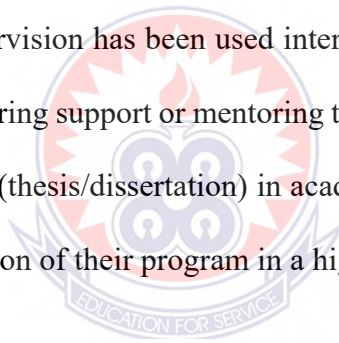 rvision has been used inter
ring support or mentoring t
(thesis/dissertation) in acad
on of their program in a hig
EDUCATION FOR SERVICE